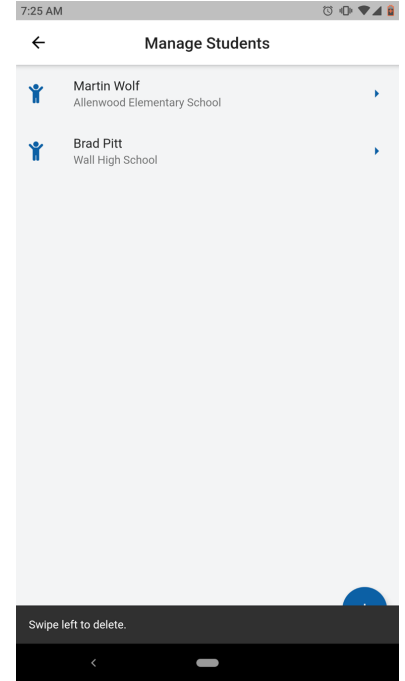 7:25 AM
Manage Students
Martin Wolf
Allenwood Elementary School
Brad Pitt
Wall High School
Swipe left to delete.